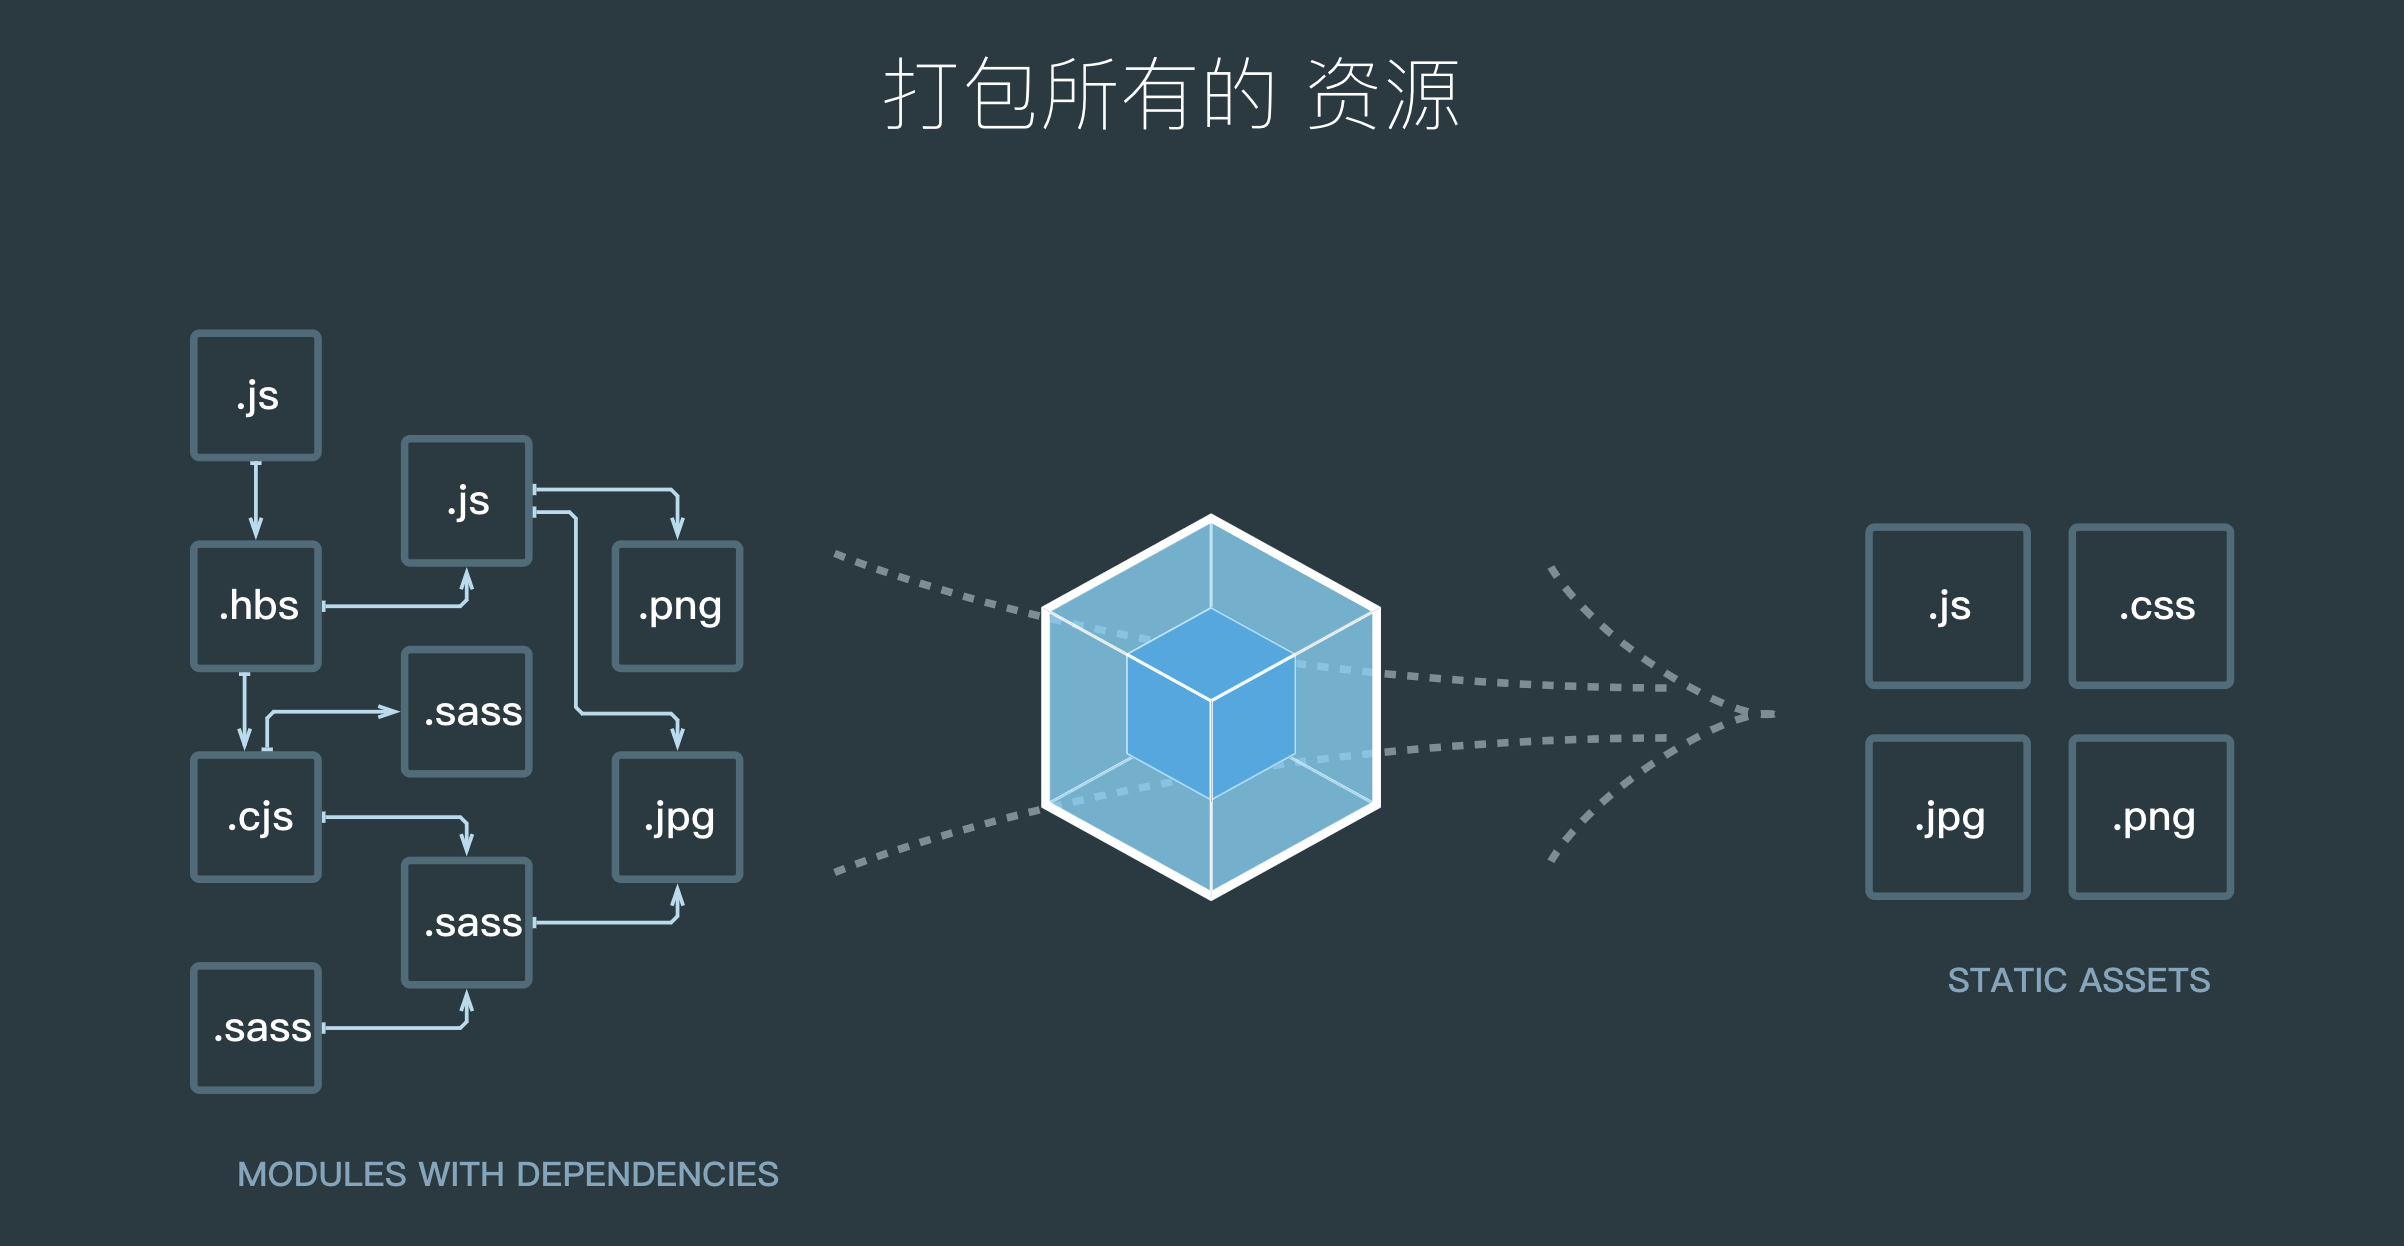 打包所有的 资源
.js
.js
.hbs
.png
.sass
.cjs
.jpg
.sass
.sass
MODULES WITH DEPENDENCIES
.js
.css
.jpg
.png
STATIC ASSETS